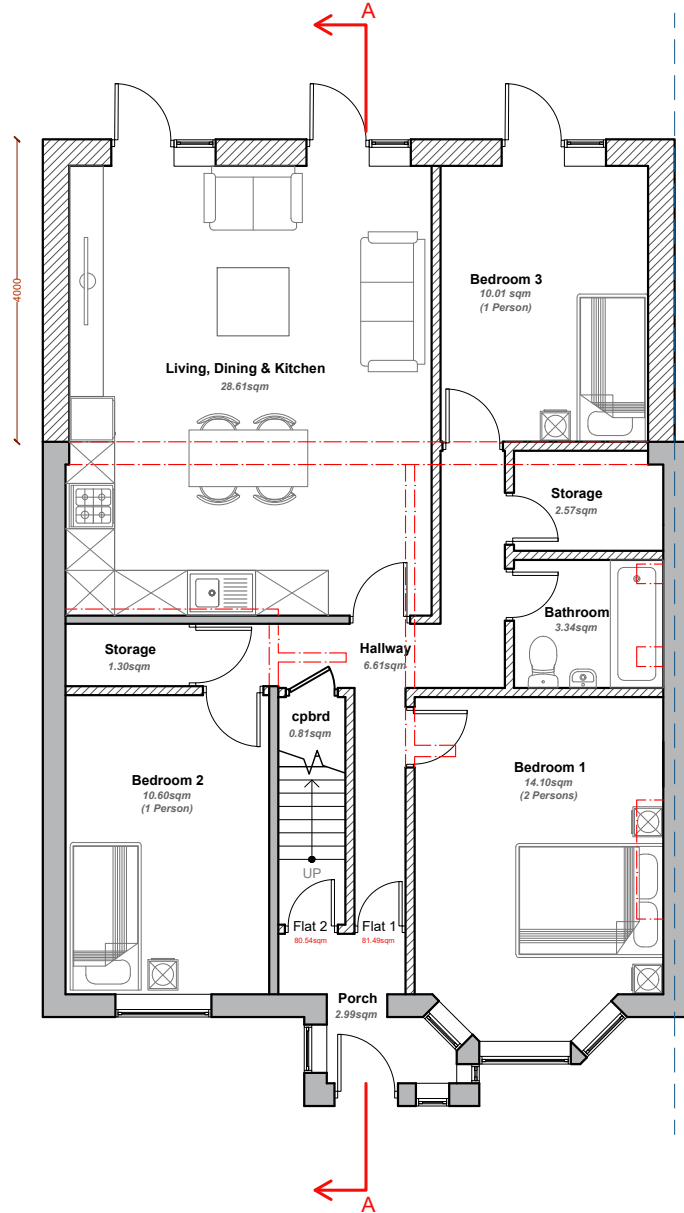 A
4000
Bedroom 3
10.01 sqm
(1 Person)
Living, Dining & Kitchen
28.61sqm
Storage
2.57sqm
Bathroom
3.34sqm
Storage
1.30sqm
Hallway
6.61sqm
cpbrd
0.81sqm
Bedroom 2
10.60sqm
(1 Person)
Bedroom 1
14.10sqm
(2 Persons)
UP
Flat 2
80.54sqm
Flat 1
81.49sqm
Porch
2.99sqm
A